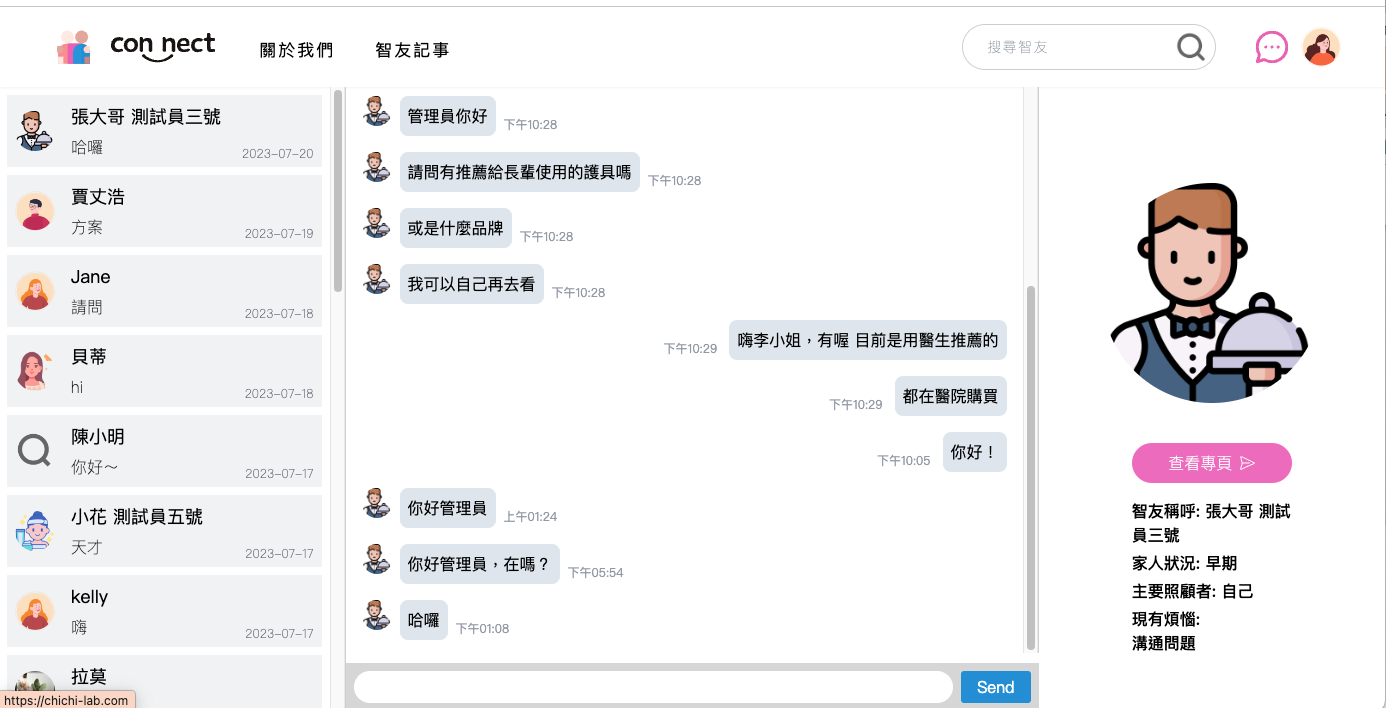 con nect
關於我們
智友記事
搜尋智友
張大哥 測試員三號
哈囉
2023-07-20
賈丈浩
方案
2023-07-19
Jane
請問
2023-07-18
貝蒂
hi
2023-07-18
陳小明
你好～
2023-07-17
小花 測試員五號
天才
2023-07-17
kelly
嗨
2023-07-17
拉莫
https://chichi-lab.com
管理員你好
下午10:28
請問有推薦給長輩使用的護具嗎
下午10:28
或是什麼品牌
下午10:28
我可以自己再去看
下午10:28
下午10:29
嗨李小姐，有喔 目前是用醫生推薦的
下午10:29
都在醫院購買
下午10:05
你好！
你好管理員
上午01:24
你好管理員，在嗎？
下午05:54
哈囉
下午01:08
Send
查看專頁
智友稱呼: 張大哥 測試
員三號
家人狀況: 早期
主要照顧者: 自己
現有煩惱:
溝通問題